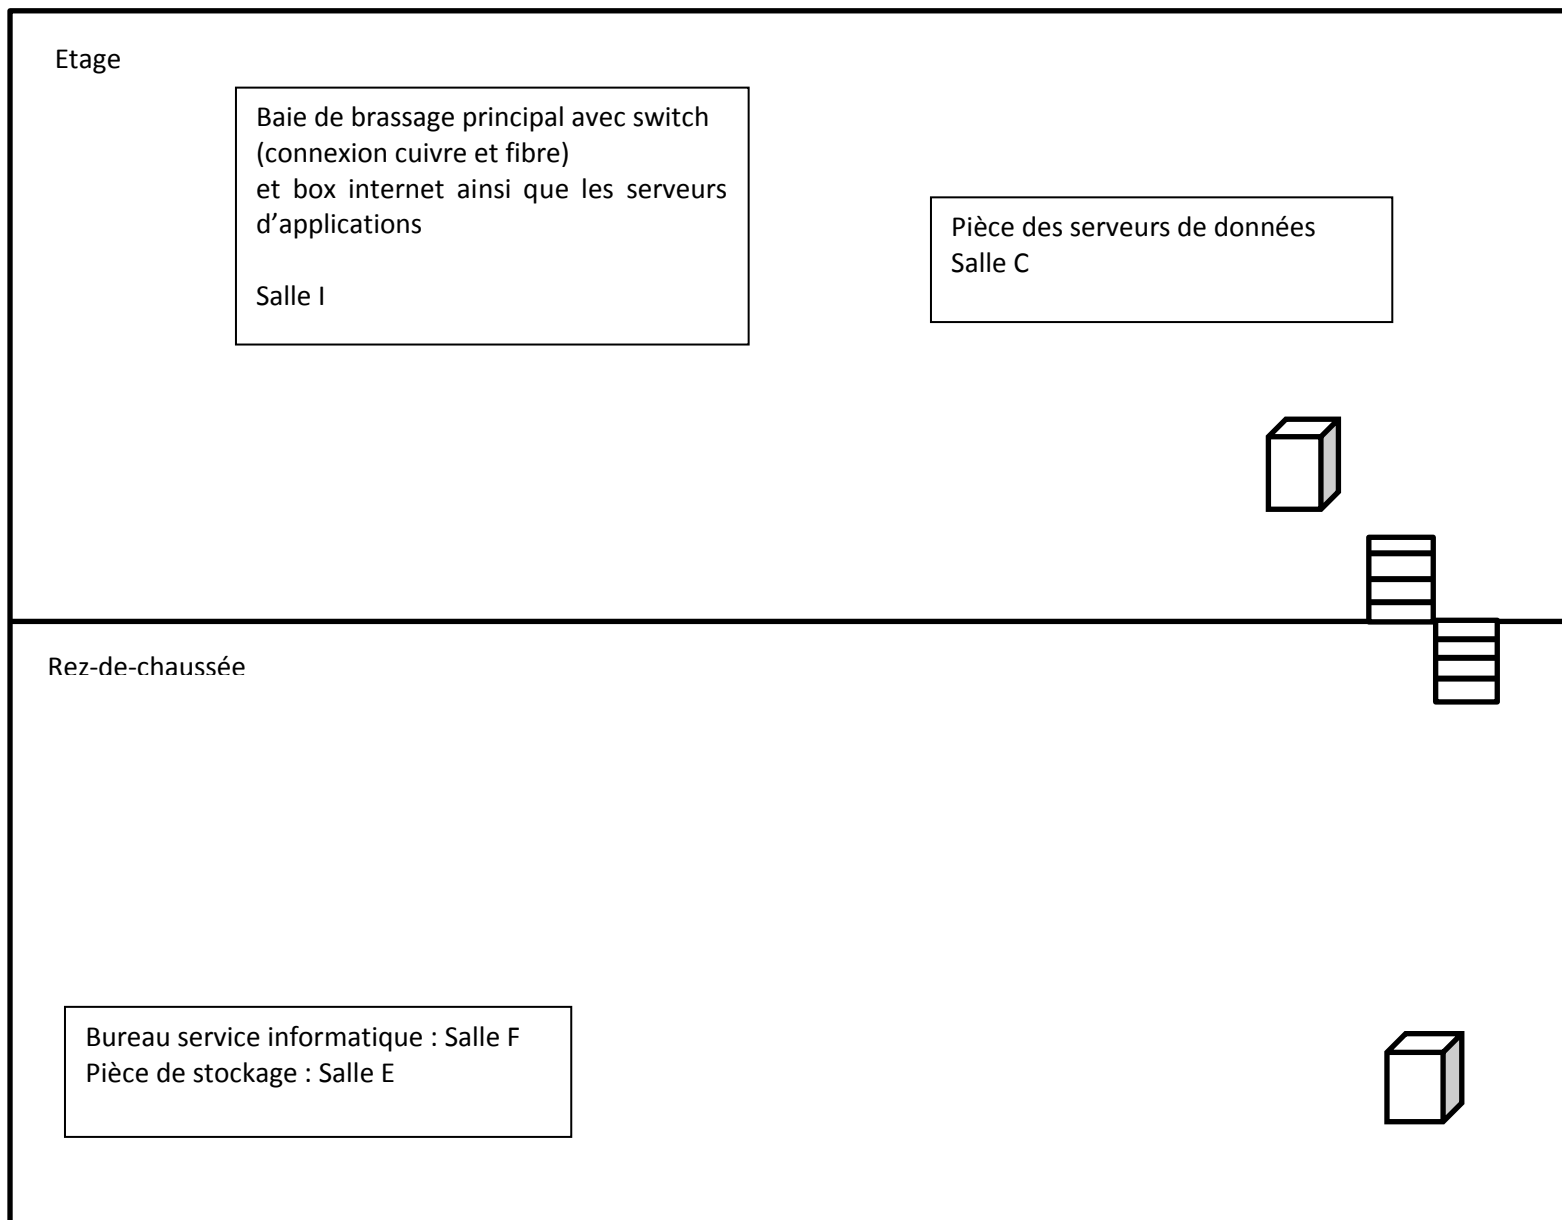 Etage
Baie de brassage principal avec switch
(connexion cuivre et fibre)
et box internet ainsi que les serveurs
d’applications
Salle I
Pièce des serveurs de données
Salle C
Rez-de-chaussée
Bureau service informatique : Salle F
Pièce de stockage : Salle E